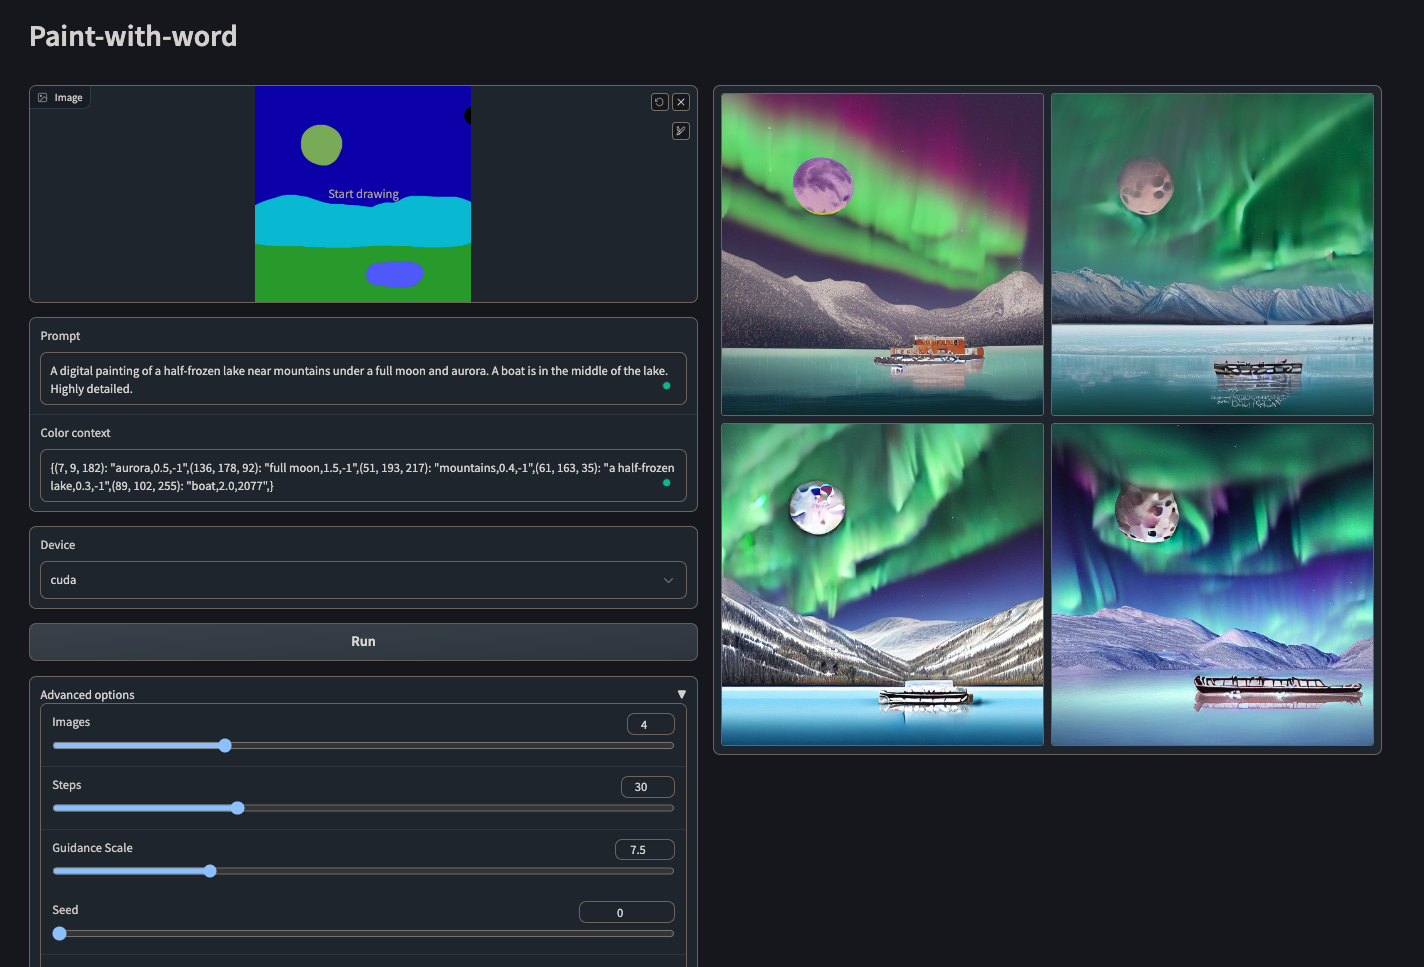 Paint-with-word
Image
Start drawing
Prompt
A digital painting of a half-frozen lake near mountains under a full moon and aurora. A boat is in the middle of the lake.
Highly detailed.
Color context
{(7, 9, 182): "aurora,0.5,-1",(136, 178, 92): "full moon,1.5,-1",(51, 193, 217): "mountains,0.4,-1",(61, 163, 35): "a half-frozen
lake,0.3,-1",(89, 102, 255): "boat,2.0,2077",}
Device
cuda
Run
Advanced options
Images
4
Steps
30
Guidance Scale
7.5
Seed
0